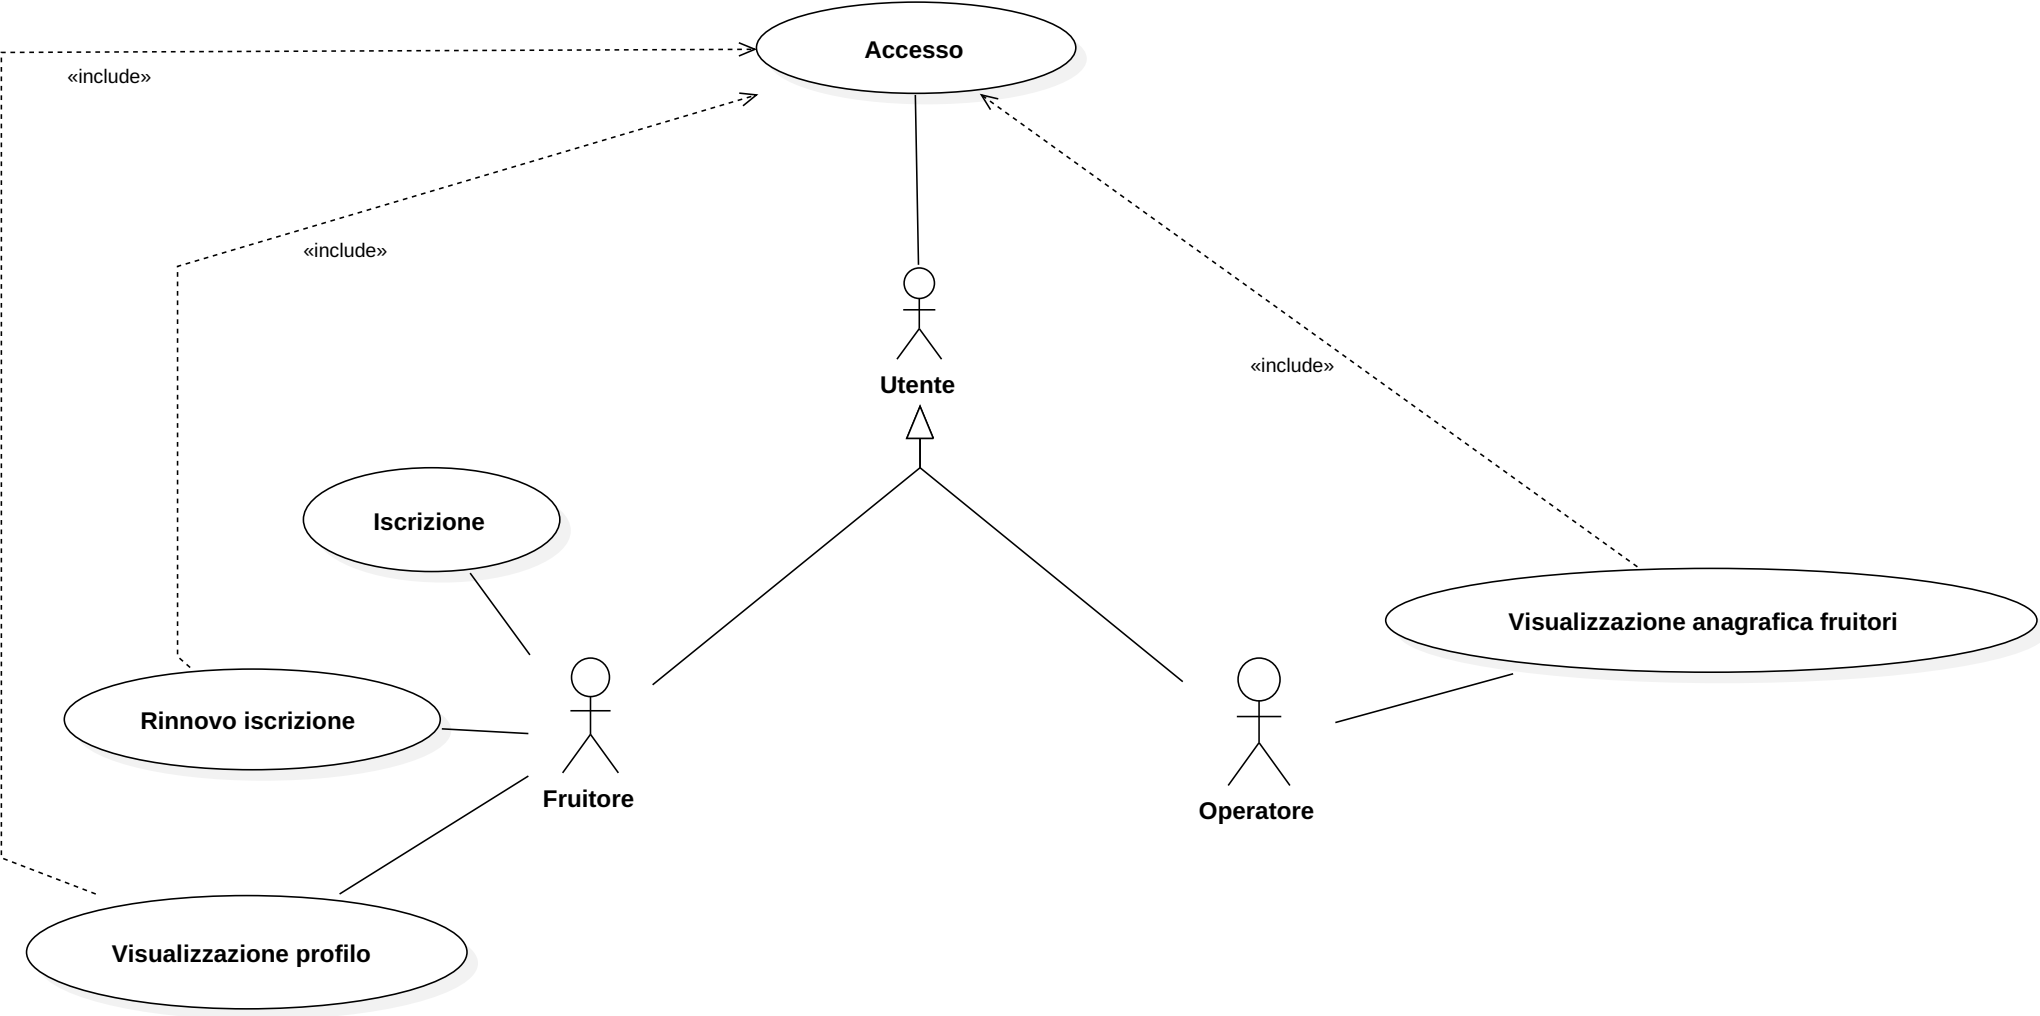 Accesso
«include»
«include»
«include»
Utente
Iscrizione
Visualizzazione anagrafica fruitori
Rinnovo iscrizione
Fruitore
Operatore
Visualizzazione profilo